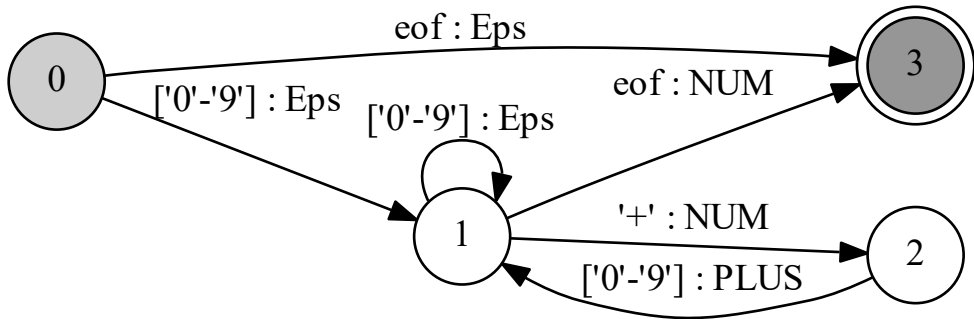 eof : Eps
0
3
['0'-'9'] : Eps
eof : NUM
['0'-'9'] : Eps
1
'+' : NUM
2
['0'-'9'] : PLUS